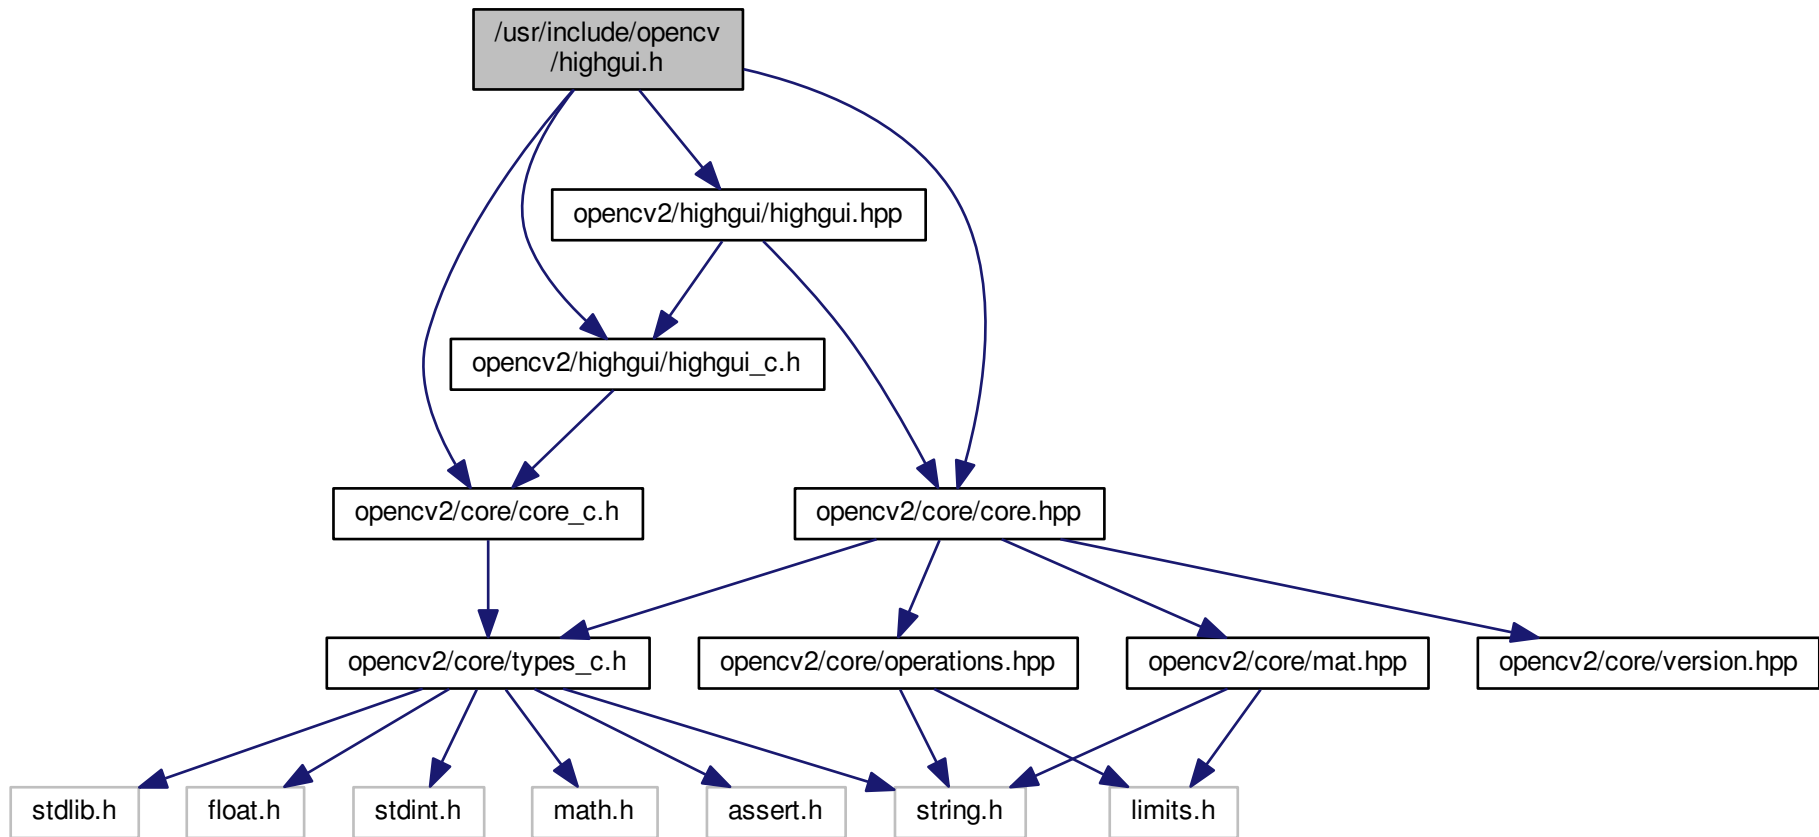 /usr/include/opencv
/highgui.h
opencv2/highgui/highgui.hpp
opencv2/highgui/highgui_c.h
opencv2/core/core_c.h
opencv2/core/core.hpp
opencv2/core/types_c.h
opencv2/core/operations.hpp
opencv2/core/mat.hpp
opencv2/core/version.hpp
stdlib.h
float.h
stdint.h
math.h
assert.h
string.h
limits.h